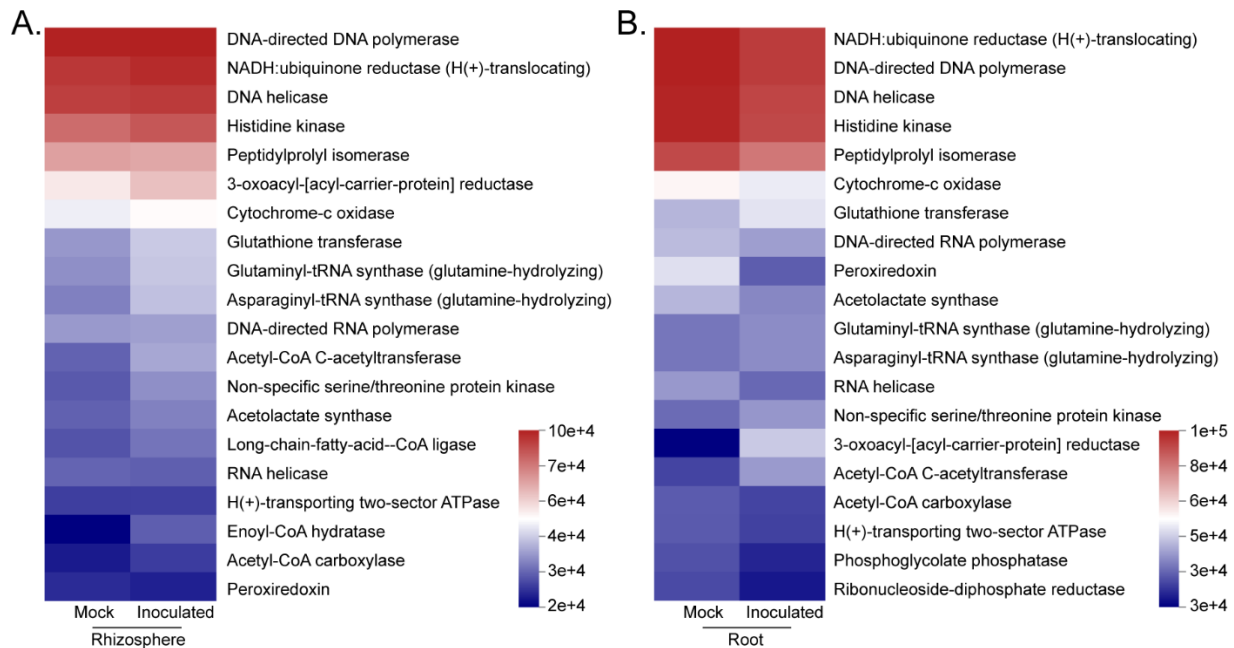 A.
DNA-directed DNA polymerase
NADH:ubiquinone reductase (H(+)-translocating)
DNA helicase
Histidine kinase
Peptidylprolyl isomerase
3-oxoacyl-[acyl-carrier-protein] reductase
Cytochrome-c oxidase
Glutathione transferase
Glutaminyl-tRNA synthase (glutamine-hydrolyzing)
Asparaginyl-tRNA synthase (glutamine-hydrolyzing)
DNA-directed RNA polymerase
Acetyl-CoA C-acetyltransferase
Non-specific serine/threonine protein kinase
Acetolactate synthase
Long-chain-fatty-acid--CoA ligase
RNA helicase
H(+)-transporting two-sector ATPase
Enoyl-CoA hydratase
Acetyl-CoA carboxylase
Peroxiredoxin
10e+4
7e+4
6e+4
4e+4
3e+4
2e+4
Mock Inoculated
Rhizosphere
B.
NADH:ubiquinone reductase (H(+)-translocating)
DNA-directed DNA polymerase
DNA helicase
Histidine kinase
Peptidylprolyl isomerase
Cytochrome-c oxidase
Glutathione transferase
DNA-directed RNA polymerase
Peroxiredoxin
Acetolactate synthase
Glutaminyl-tRNA synthase (glutamine-hydrolyzing)
Asparaginyl-tRNA synthase (glutamine-hydrolyzing)
RNA helicase
Non-specific serine/threonine protein kinase
3-oxoacyl-[acyl-carrier-protein] reductase
Acetyl-CoA C-acetyltransferase
Acetyl-CoA carboxylase
H(+)-transporting two-sector ATPase
Phosphoglycolate phosphatase
Ribonucleoside-diphosphate reductase
1e+5
8e+4
6e+4
4e+4
3e+4
3e+4
Mock Inoculated
Root